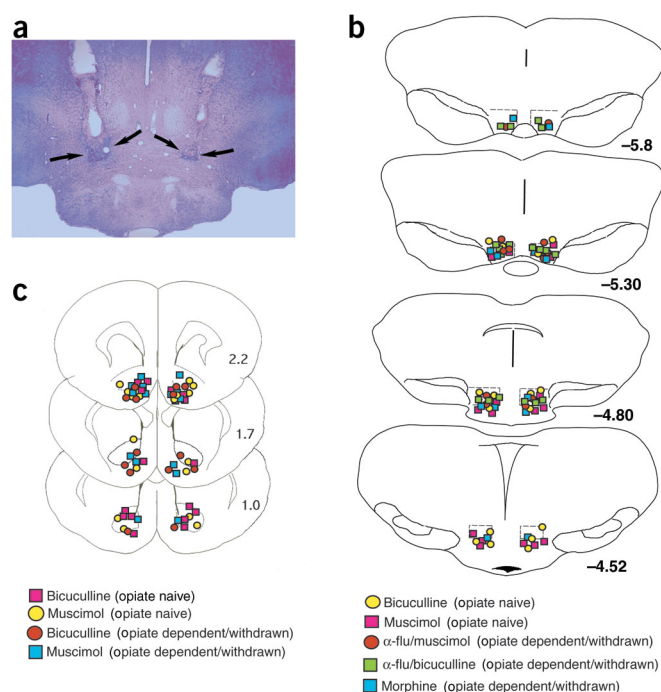 a
b
−5.8
−5.30
c
2.2
−4.80
1.7
1.0
−4.52
Bicuculline (opiate naive)
Muscimol (opiate naive)
Bicuculline (opiate dependent/withdrawn)
Muscimol (opiate dependent/withdrawn)
Bicuculline (opiate naive)
Muscimol (opiate naive)
α-flu/muscimol (opiate dependent/withdrawn)
α-flu/bicuculline (opiate dependent/withdrawn)
Morphine (opiate dependent/withdrawn)